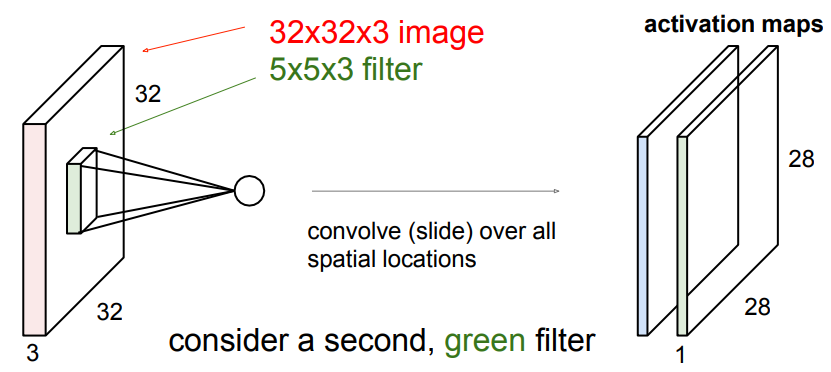 32x32x3 image
5x5x3 filter
32
32
3
convolve (slide) over all
spatial locations
activation maps
28
28
1
consider a second, green filter